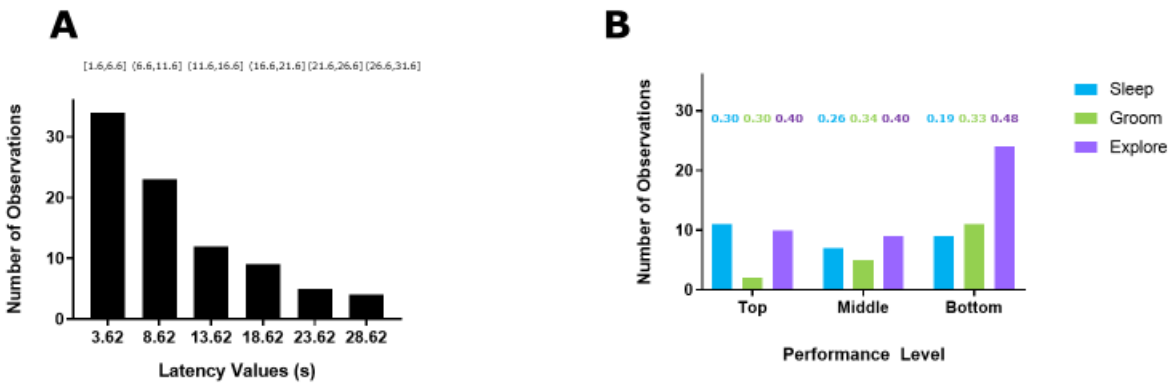 A
[1.6,6.6] (6.6,11.6] (11.6,16.6] (16.6,21.6] (21.6,26.6] (26.6,31.6]
Number of Observations
30
20
10
0
3.62 8.62 13.62 18.62 23.62 28.62
Latency Values (s)
B
Number of Observations
30
20
10
0
0.30 0.30 0.40 0.26 0.34 0.40 0.19 0.33 0.48
Top Middle Bottom
Performance Level
Sleep
Groom
Explore